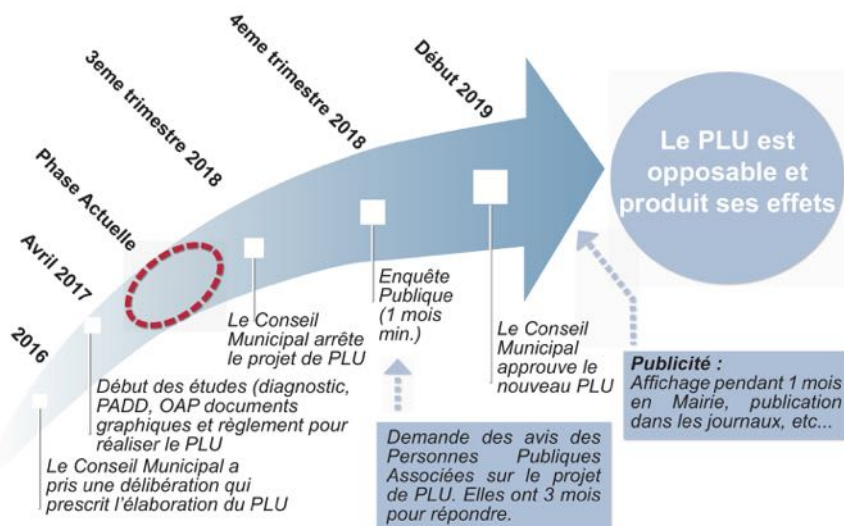 2016
Avril 2017
Phase Actuelle
3eme trimestre 2018
4eme trimestre 2018
Début 2019
Le PLU est
opposable et
produit ses effets
Le Conseil Municipal a
pris une délibération qui
prescrit l'élaboration du PLU
Début des études (diagnostic,
PADD, OAP documents
graphiques et règlement pour
réaliser le PLU
Le Conseil
Municipal arrête
le projet de PLU
Enquête
Publique
(1 mois
min.)
Le Conseil
Municipal
approuve le
nouveau PLU
Demande des avis des
Personnes Publiques
Associées sur le projet
de PLU. Elles ont 3 mois
pour répondre.
Publicité :
Affichage pendant 1 mois
en Mairie, publication
dans les journaux, etc...